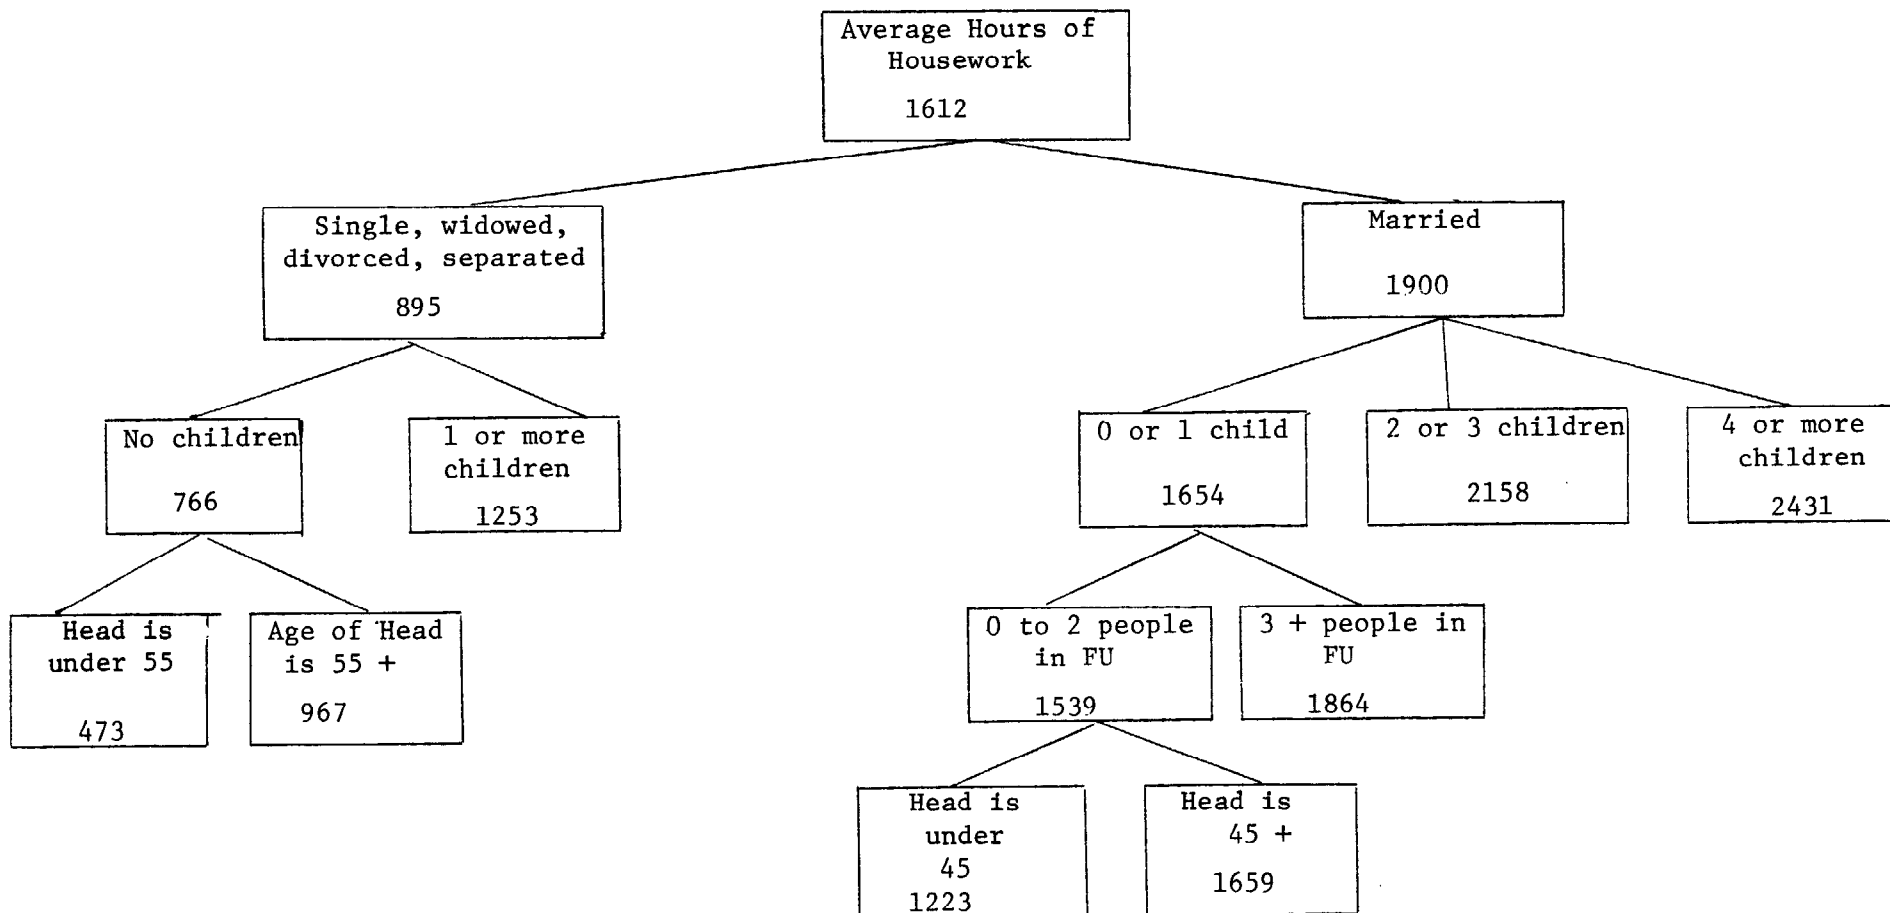 Average Hours of
Housework
1612
Single, widowed,
divorced, separated
895
Married
1900
No children
766
1 or more
children
1253
0 or 1 child
1654
2 or 3 children
2158
4 or more
children
2431
Head is
under 55
473
Age of Head
is 55 +
967
0 to 2 people
in FU
1539
3 + people in
FU
1864
Head is
under
45
1223
Head is
45 +
1659